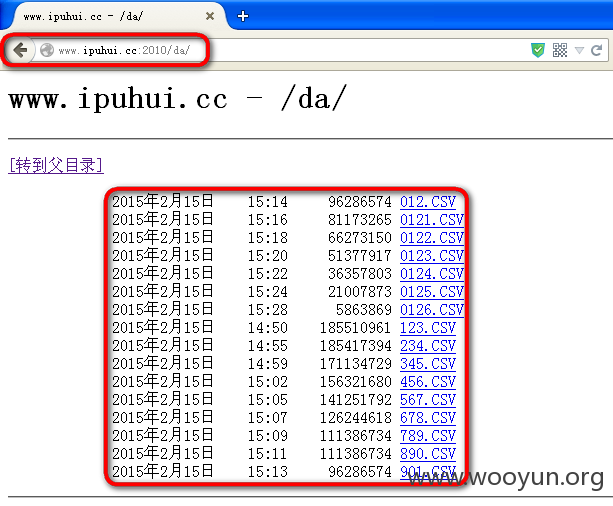 www.ipuhui.cc - /da/
www.ipuhui.cc:2010/da/
www.ipuhui.cc - /da/
[转到父目录]
2015年2月15日 15:14 96286574 012.CSV
2015年2月15日 15:16 81173265 0121.CSV
2015年2月15日 15:18 66273150 0122.CSV
2015年2月15日 15:20 51377917 0123.CSV
2015年2月15日 15:22 36357803 0124.CSV
2015年2月15日 15:24 21007873 0125.CSV
2015年2月15日 15:28 5863869 0126.CSV
2015年2月15日 14:50 185510961 123.CSV
2015年2月15日 14:55 185417394 234.CSV
2015年2月15日 14:59 171134729 345.CSV
2015年2月15日 15:02 156321680 456.CSV
2015年2月15日 15:05 141251792 567.CSV
2015年2月15日 15:07 126244618 678.CSV
2015年2月15日 15:09 111386734 789.CSV
2015年2月15日 15:11 111386734 890.CSV
2015年2月15日 15:13 96286574 901.CSV
www.wooyun.org